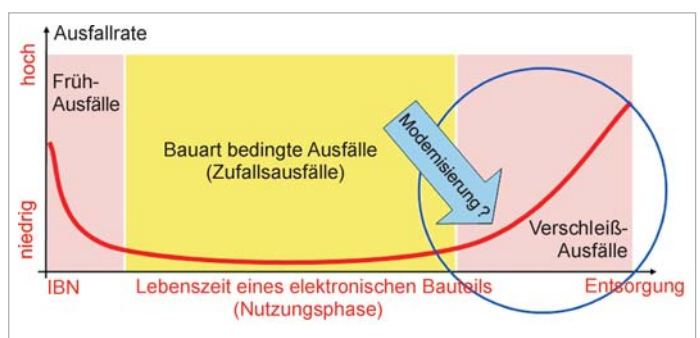 Ausfallrate
hoch
niedrig
Früh-
Ausfälle
Bauart bedingte Ausfälle
(Zufallsausfälle)
Modernisierung ?
Verschleiß-
Ausfälle
IBN
Lebenszeit eines elektronischen Bauteils
(Nutzungsphase)
Entsorgung